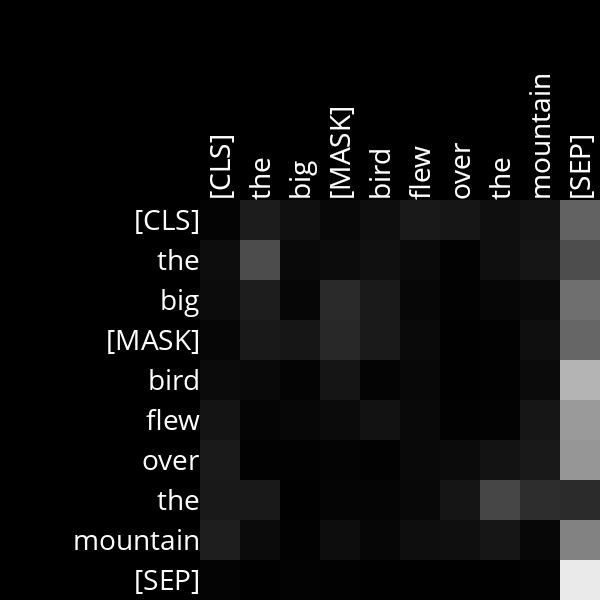 [CLS]
the
big
[MASK]
bird
flew
over
the
mountain
[SEP]
[CLS]
the
big
[MASK]
bird
flew
over
the
mountain
[SEP]